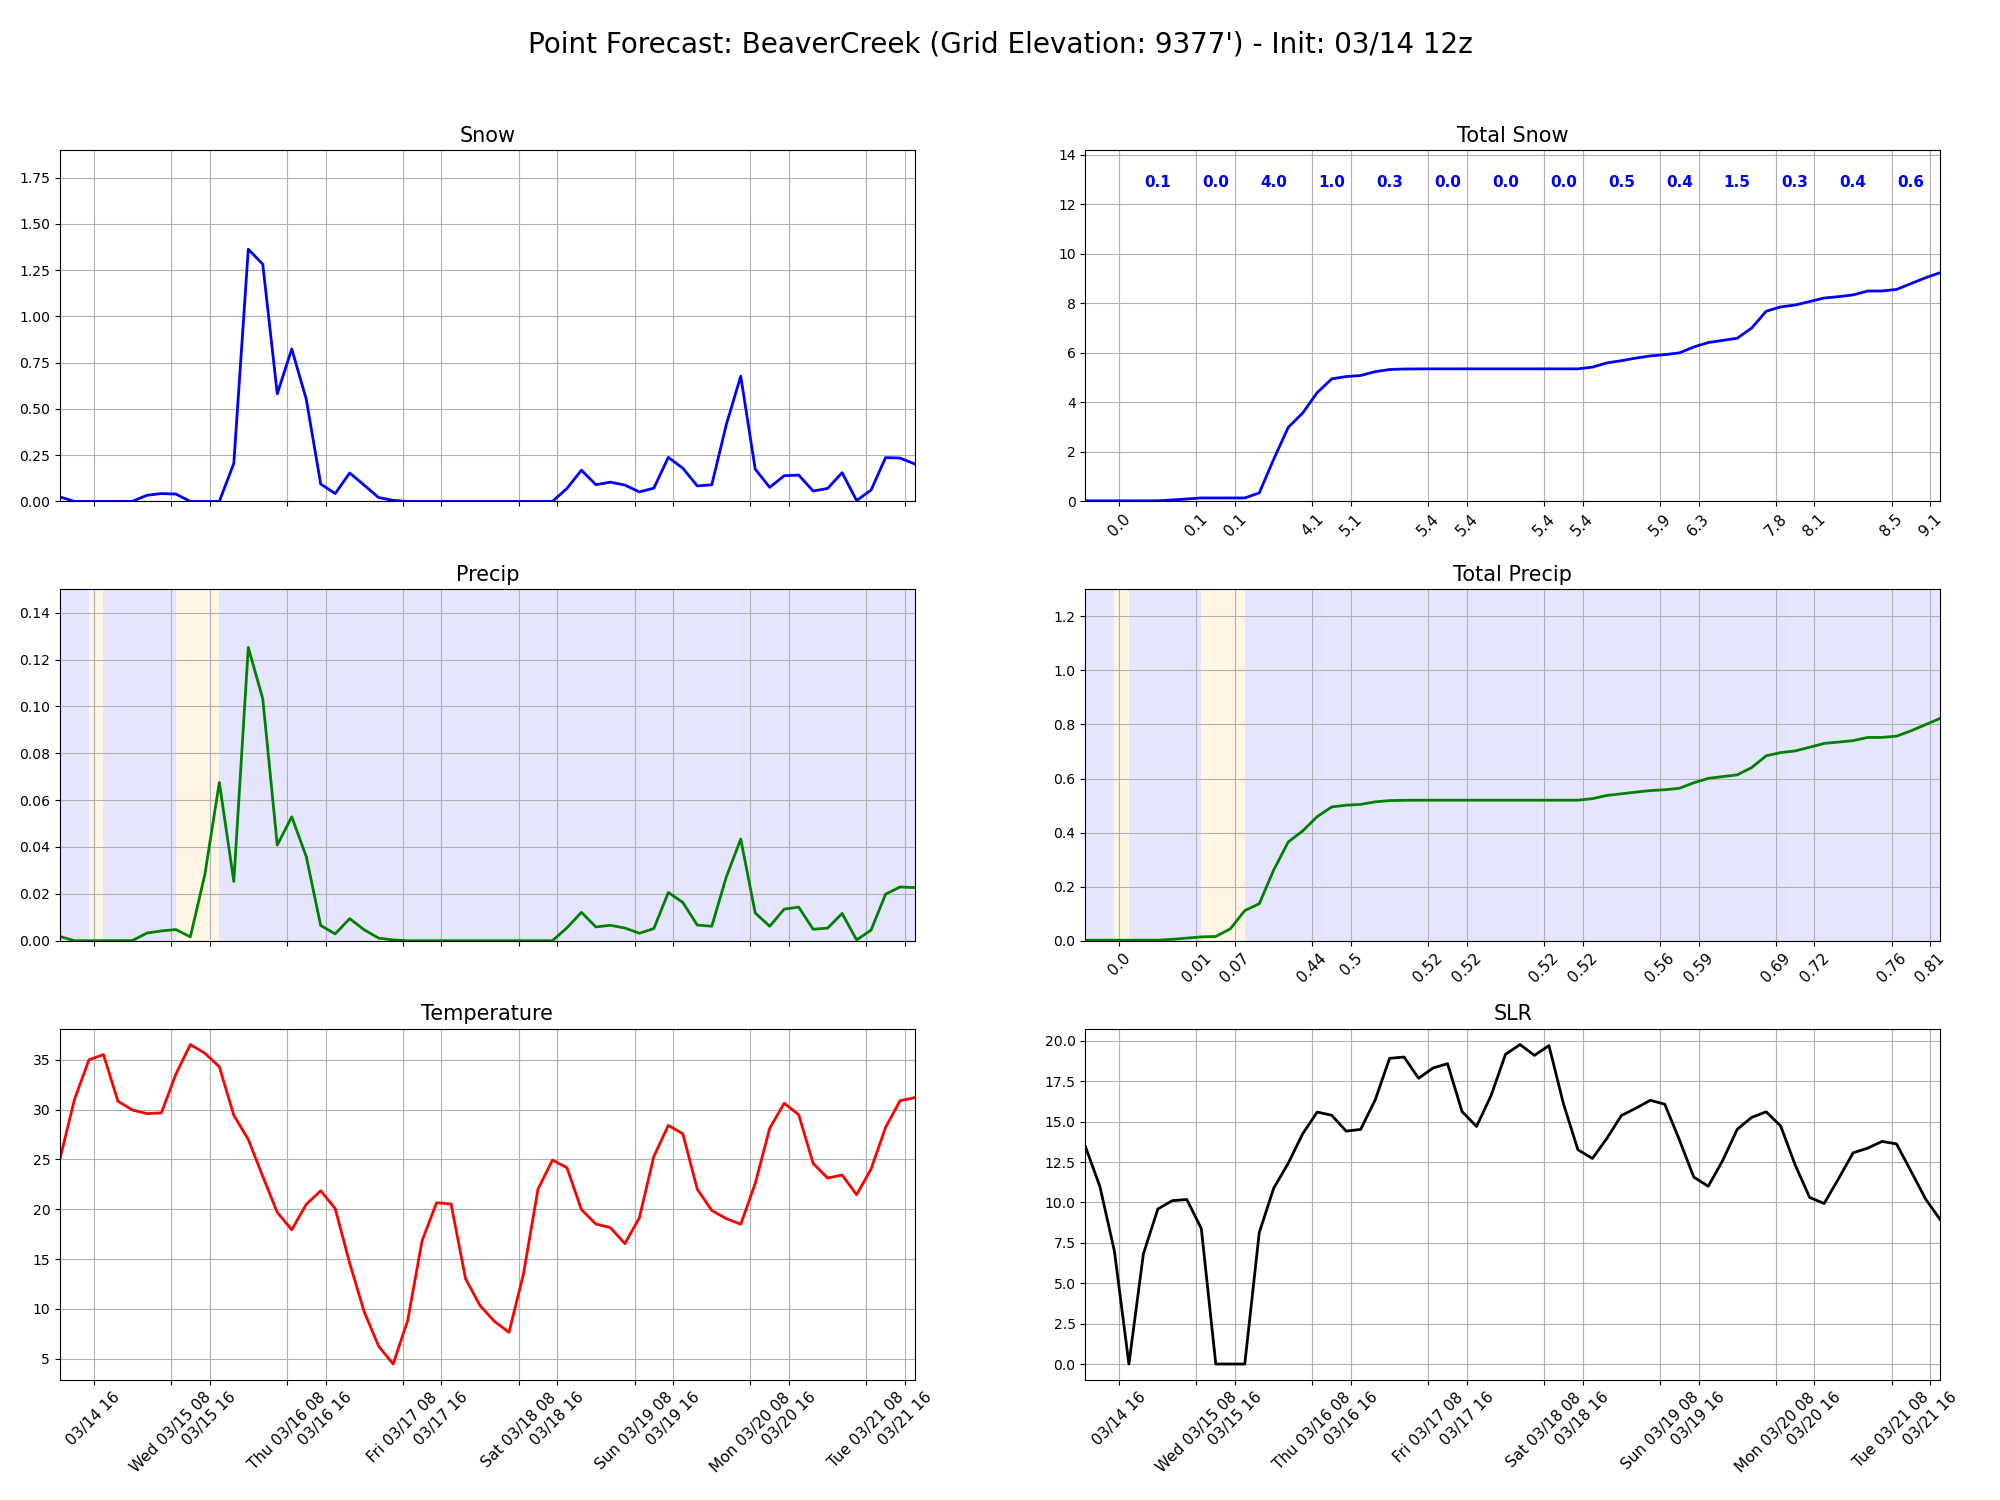 Point Forecast: BeaverCreek (Grid Elevation: 9377') - Init: 03/14 12z
Snow
1.75
1.50
1.25
1.00
0.75
0.50
0.25
0.00
Total Snow
0.1 0.0 4.0 1.0 0.3 0.0 0.0 0.0 0.5 0.4 1.5 0.3 0.4 0.6
14
12
10
8
6
4
2
0
0.0 0.1 0.1 4.1 5.1 5.4 5.4 5.4 5.4 5.9 6.3 7.8 8.1 8.5 9.1
Precip
0.14
0.12
0.10
0.08
0.06
0.04
0.02
0.00
Total Precip
1.2
1.0
0.8
0.6
0.4
0.2
0.0
0.0 0.01 0.07 0.44 0.5 0.52 0.52 0.52 0.52 0.56 0.59 0.69 0.72 0.76 0.81
Temperature
35
30
25
20
15
10
5
03/14 16
Wed 03/15 08
03/15 16
Thu 03/16 08
03/16 16
Fri 03/17 08
03/17 16
Sat 03/18 08
03/18 16
Sun 03/19 08
03/19 16
Mon 03/20 08
03/20 16
Tue 03/21 08
03/21 16
SLR
20.0
17.5
15.0
12.5
10.0
7.5
5.0
2.5
0.0
03/14 16
Wed 03/15 08
03/15 16
Thu 03/16 08
03/16 16
Fri 03/17 08
03/17 16
Sat 03/18 08
03/18 16
Sun 03/19 08
03/19 16
Mon 03/20 08
03/20 16
Tue 03/21 08
03/21 16